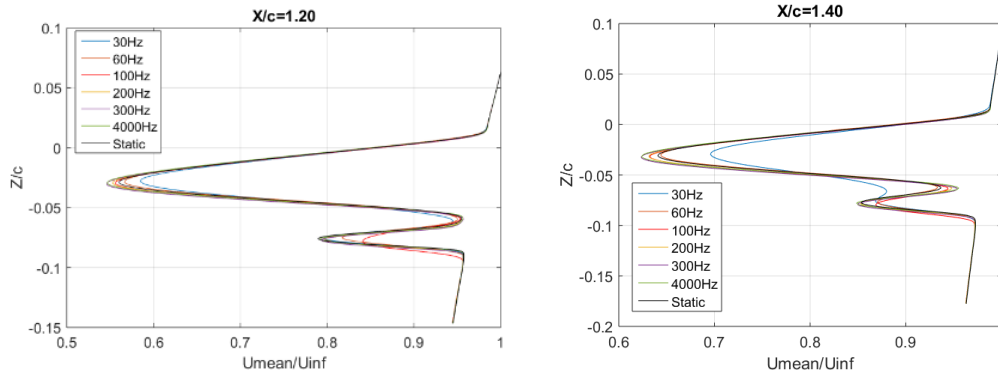 X/c=1.20
0.1
0.05
0
-0.05
-0.1
-0.15
Z/c
30Hz
60Hz
100Hz
200Hz
300Hz
4000Hz
Static
0.5 0.6 0.7 0.8 0.9 1
Umean/Uinf
X/c=1.40
0.1
0.05
0
-0.05
-0.1
-0.15
-0.2
Z/c
30Hz
60Hz
100Hz
200Hz
300Hz
4000Hz
Static
0.6 0.7 0.8 0.9
Umean/Uinf